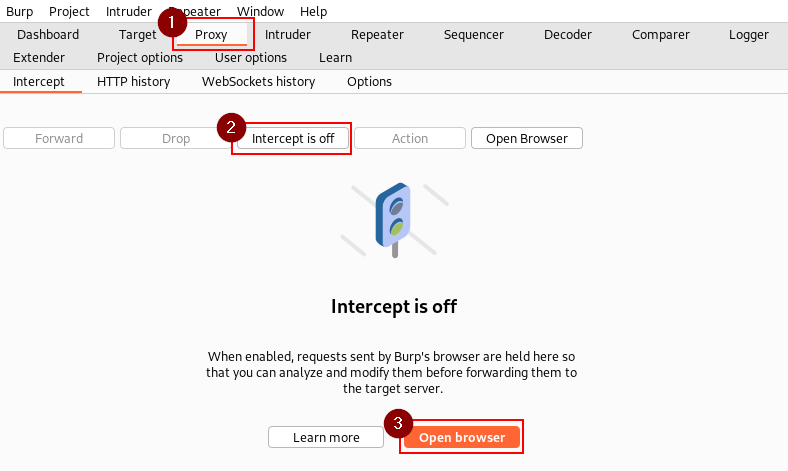 Burp Project Intruder Repeater Window Help
1
Dashboard Target Proxy Intruder Repeater Sequencer Decoder Comparer Logger
Extender Project options User options Learn
Intercept HTTP history WebSockets history Options
2
Forward Drop Intercept is off Action Open Browser
Intercept is off
When enabled, requests sent by Burp's browser are held here so
that you can analyze and modify them before forwarding them to
the target server.
3
Learn more Open browser